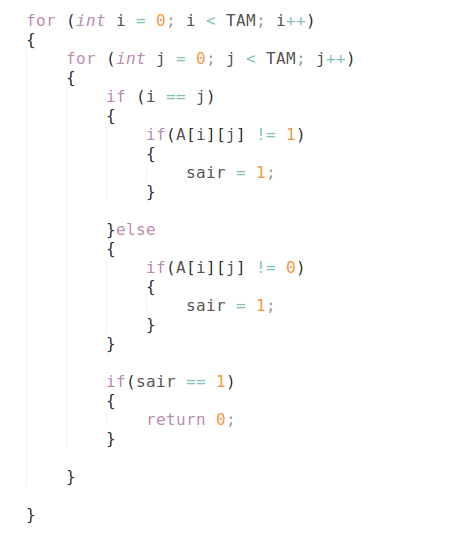 for (int i = 0; i < TAM; i++)
{
    for (int j = 0; j < TAM; j++)
    {
        if (i == j)
        {
            if(A[i][j] != 1)
            {
                sair = 1;
            }

        }else
        {
            if(A[i][j] != 0)
            {
                sair = 1;
            }
        }

        if(sair == 1)
        {
            return 0;
        }

    }

}